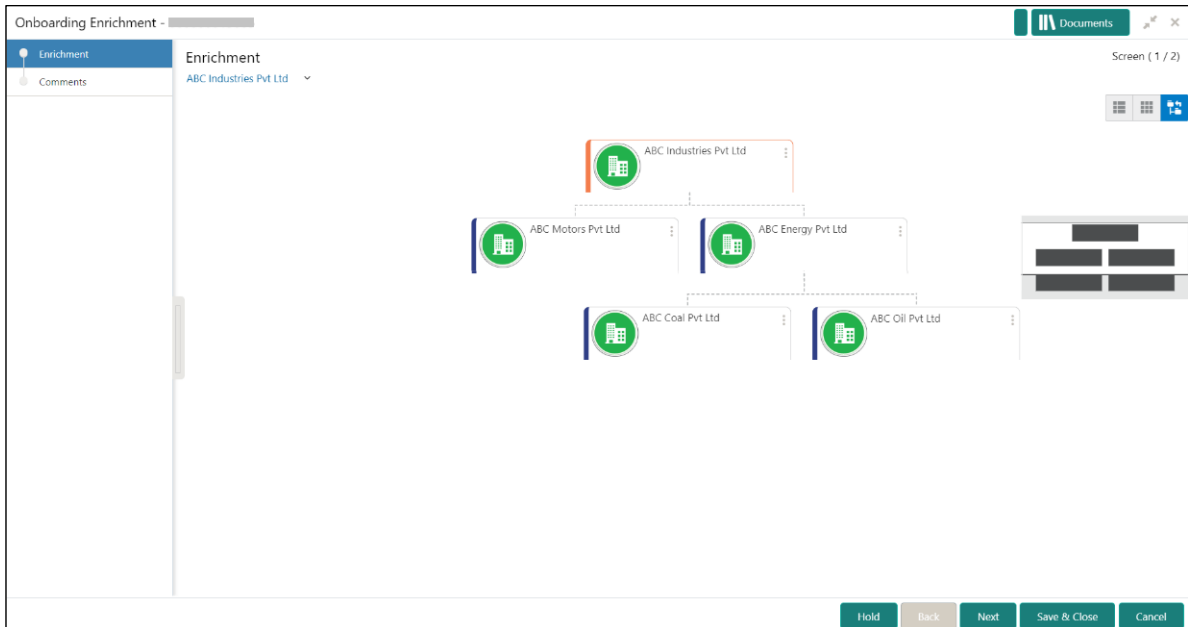 Onboarding Enrichment -
Documents
Enrichment
Comments
Enrichment
Screen ( 1 / 2)
ABC Industries Pvt Ltd
ABC Industries Pvt Ltd
ABC Motors Pvt Ltd
ABC Energy Pvt Ltd
ABC Coal Pvt Ltd
ABC Oil Pvt Ltd
Hold
Back
Next
Save & Close
Cancel